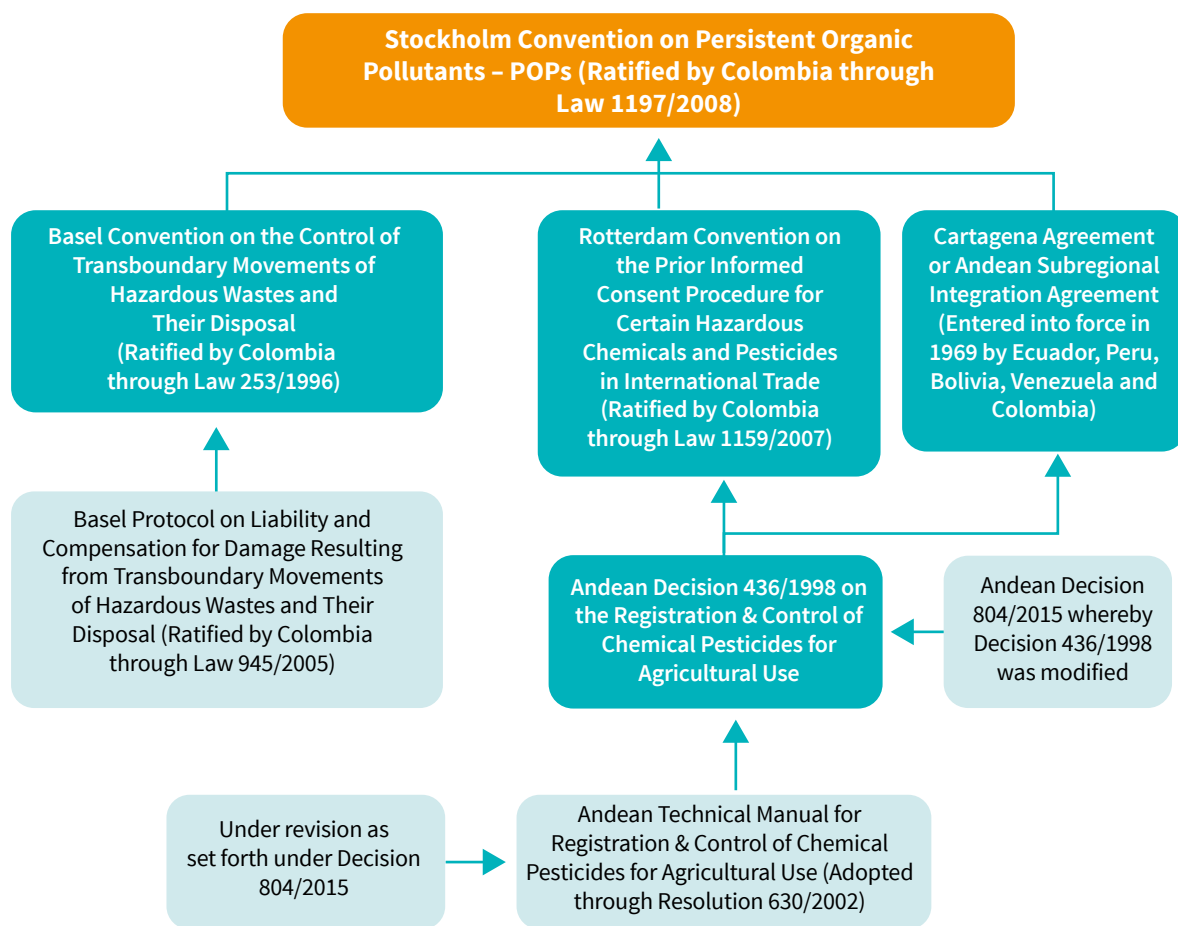 Stockholm Convention on Persistent Organic
Pollutants – POPs (Ratified by Colombia through
Law 1197/2008)
Basel Convention on the Control of
Transboundary Movements of
Hazardous Wastes and
Their Disposal
(Ratified by Colombia
through Law 253/1996)
Rotterdam Convention on
the Prior Informed
Consent Procedure for
Certain Hazardous
Chemicals and Pesticides
in International Trade
(Ratified by Colombia
through Law 1159/2007)
Cartagena Agreement
or Andean Subregional
Integration Agreement
(Entered into force in
1969 by Ecuador, Peru,
Bolivia, Venezuela and
Colombia)
Basel Protocol on Liability and
Compensation for Damage Resulting
from Transboundary Movements
of Hazardous Wastes and Their
Disposal (Ratified by Colombia
through Law 945/2005)
Andean Decision 436/1998 on
the Registration & Control of
Chemical Pesticides for
Agricultural Use
Andean Decision
804/2015 whereby
Decision 436/1998
was modified
Under revision as
set forth under Decision
804/2015
Andean Technical Manual for
Registration & Control of Chemical
Pesticides for Agricultural Use (Adopted
through Resolution 630/2002)